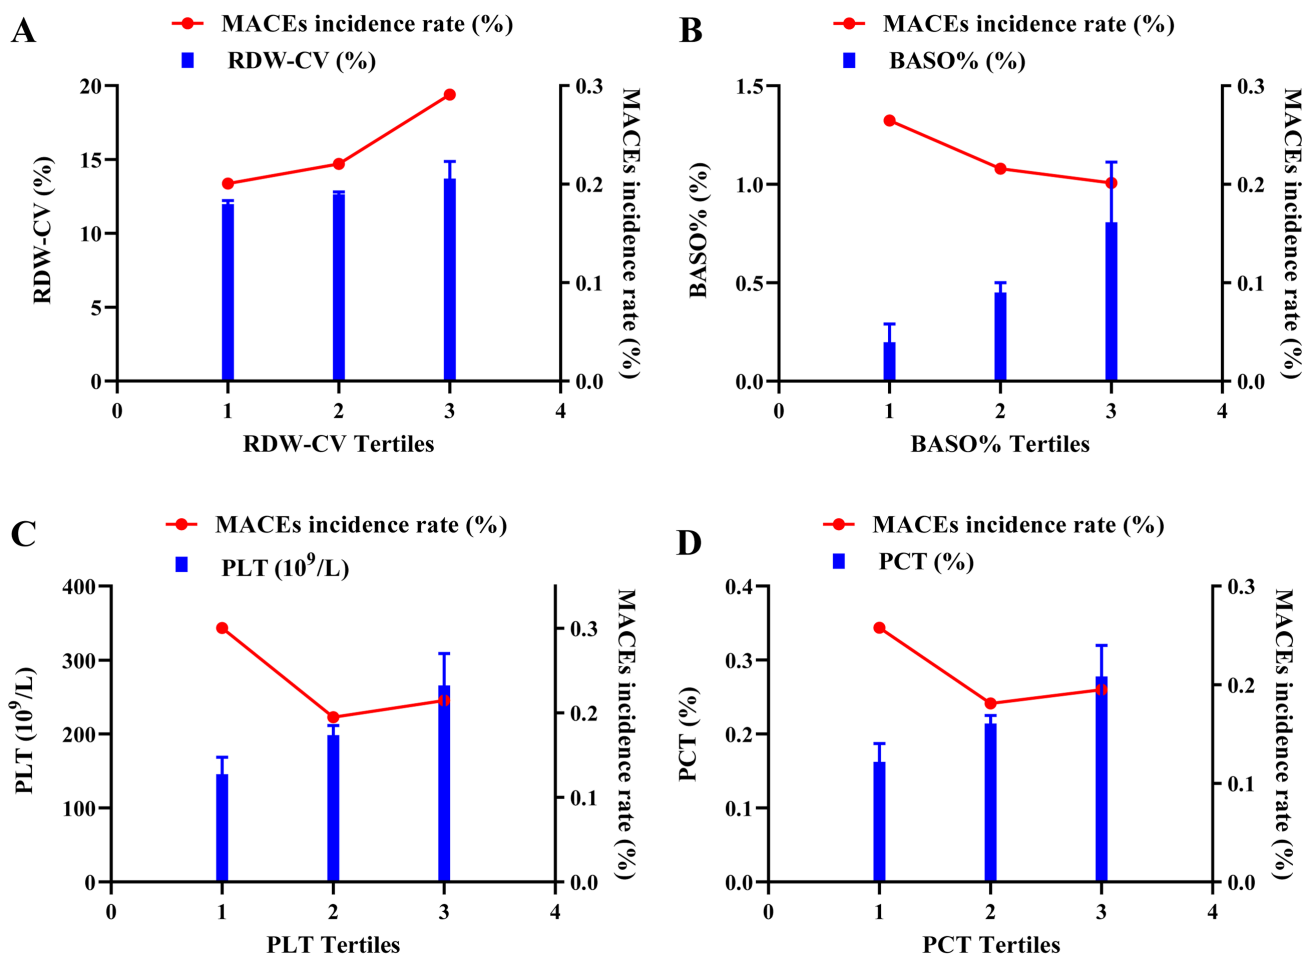 A
MACEs incidence rate (%)
RDW-CV (%)
20
15
10
5
0
RDW-CV (%)
0.3
0.2
0.1
0.0
MACEs incidence rate (%)
0 1 2 3 4
RDW-CV Tertiles
B
MACEs incidence rate (%)
BASO% (%)
1.5
1.0
0.5
0.0
BASO% (%)
0.3
0.2
0.1
0.0
MACEs incidence rate (%)
0 1 2 3 4
BASO% Tertiles
C
MACEs incidence rate (%)
PLT (10⁹/L)
400
300
200
100
0
PLT (10⁹/L)
0.3
0.2
0.1
0.0
MACEs incidence rate (%)
0 1 2 3 4
PLT Tertiles
D
MACEs incidence rate (%)
PCT (%)
0.4
0.3
0.2
0.1
0.0
PCT (%)
0.3
0.2
0.1
0.0
MACEs incidence rate (%)
0 1 2 3 4
PCT Tertiles